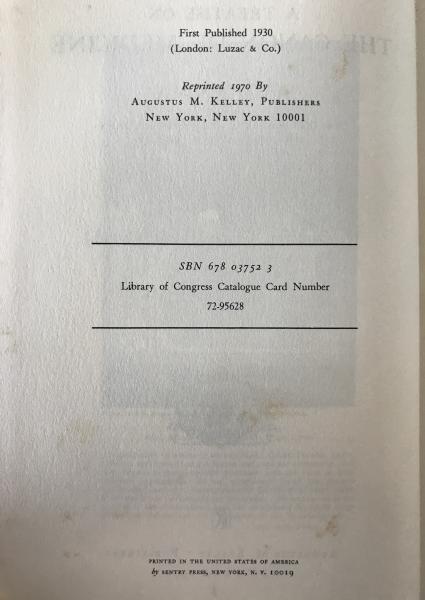 First Published 1930
(London: Luzac & Co.)
Reprinted 1970 By
Augustus M. Kelley, Publishers
New York, New York 10001
SBN 678 03752 3
Library of Congress Catalogue Card Number
72-95628
PRINTED IN THE UNITED STATES OF AMERICA
by SENTRY PRESS, NEW YORK, N. Y. 10019